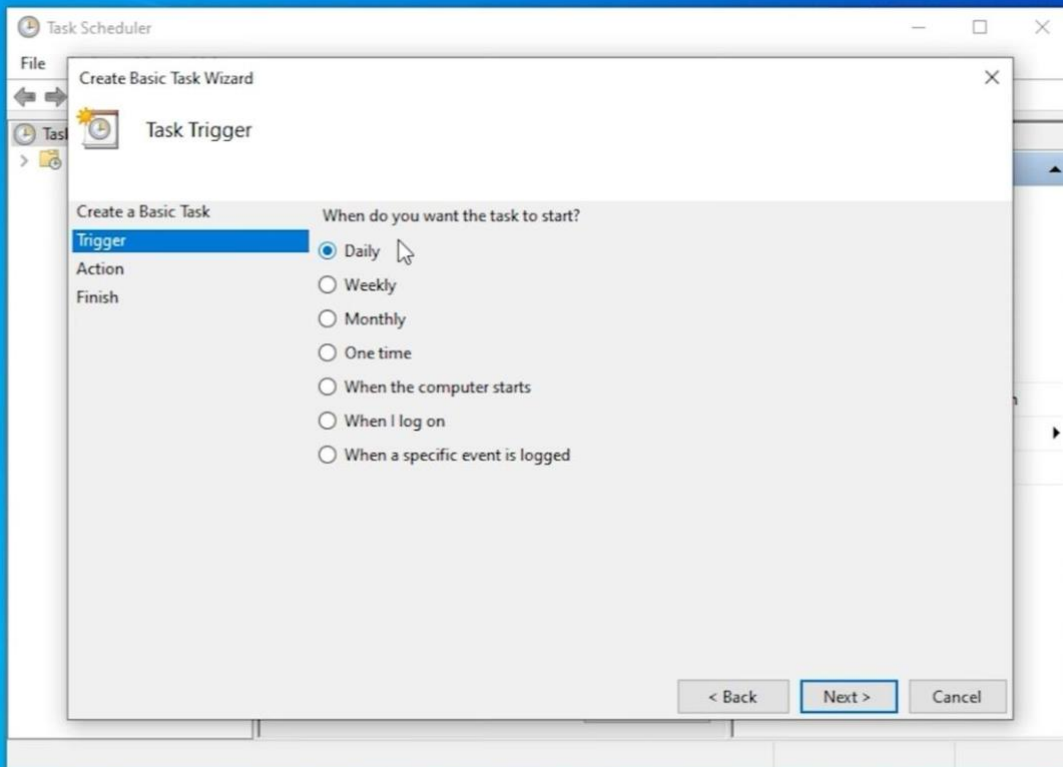 Task Scheduler
File
Create Basic Task Wizard
Task
Task Trigger
Create a Basic Task
Trigger
Action
Finish
When do you want the task to start?
Daily
Weekly
Monthly
One time
When the computer starts
When I log on
When a specific event is logged
< Back
Next >
Cancel